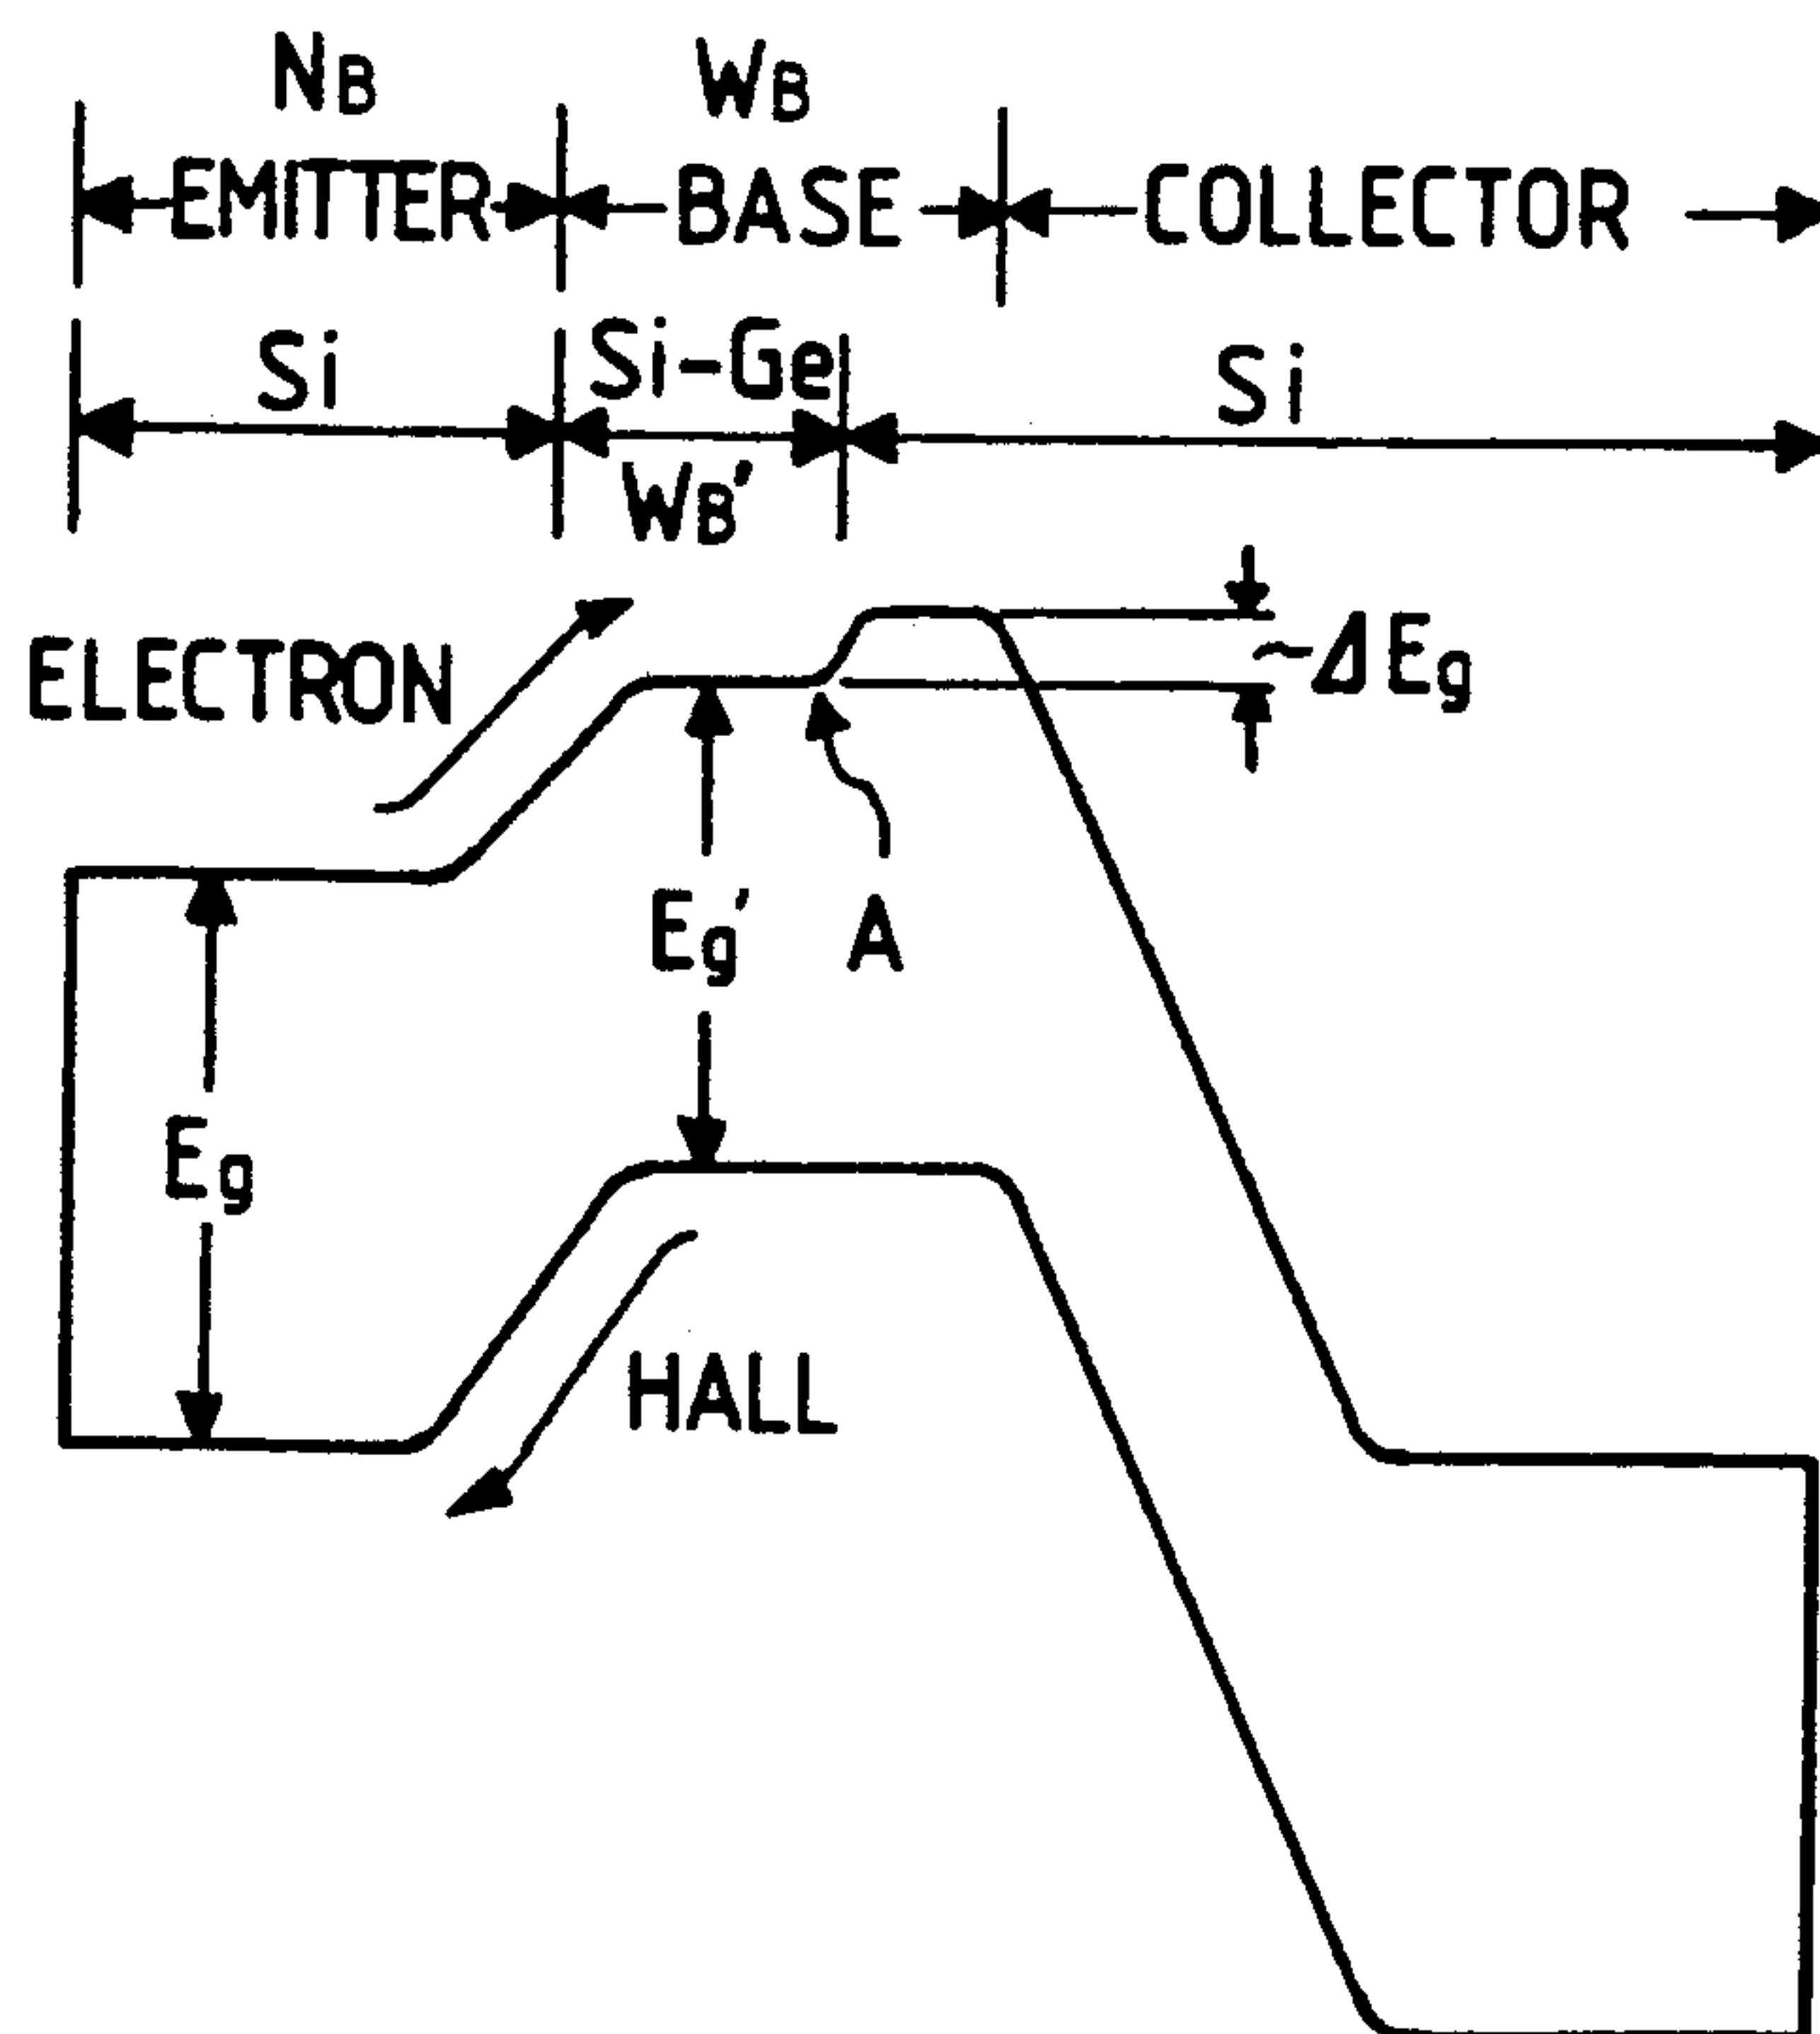 NB WB
EMITTER BASE COLLECTOR
Si Si-Ge Si
WB'
ELECTRON ~ΔEg
Eg' A
Eg
HALL